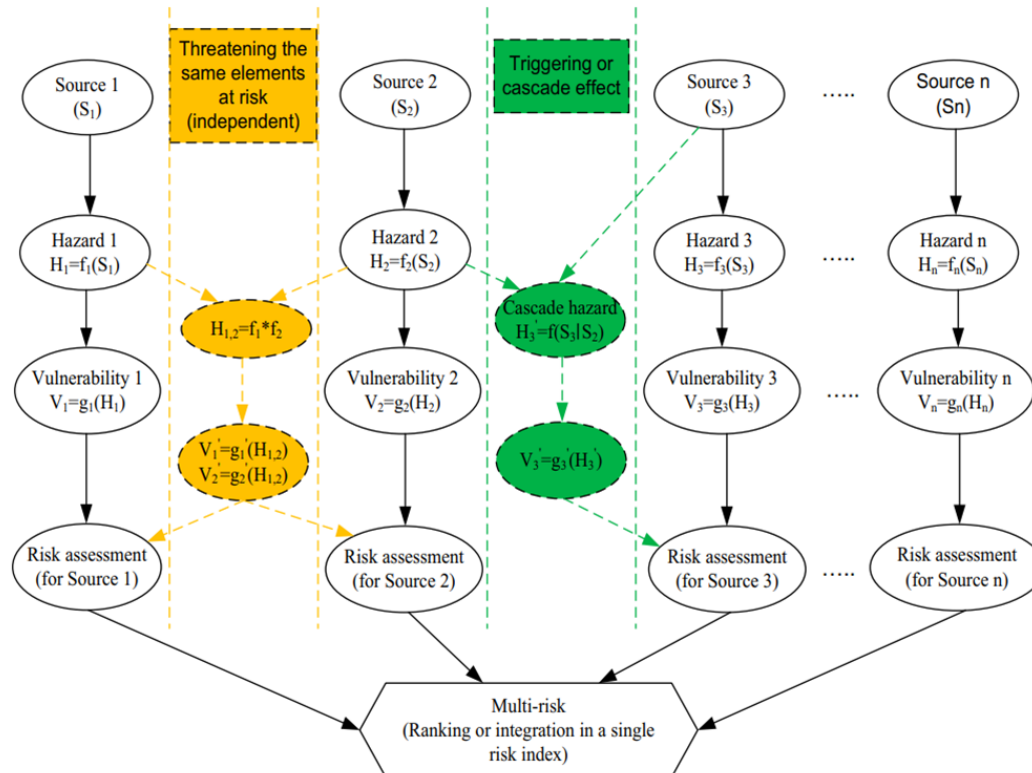 Threatening the
same elements
at risk
(independent)
Triggering or
cascade effect
Source 1
(S₁)
Source 2
(S₂)
Source 3
(S₃)
.....
Source n
(Sn)
Hazard 1
H₁=f₁(S₁)
Hazard 2
H₂=f₂(S₂)
Hazard 3
H₃=f₃(S₃)
.....
Hazard n
Hₙ=fₙ(Sₙ)
H₁,₂=f₁*f₂
Cascade hazard
H₃'=f(S₃|S₂)
Vulnerability 1
V₁=g₁(H₁)
Vulnerability 2
V₂=g₂(H₂)
Vulnerability 3
V₃=g₃(H₃)
.....
Vulnerability n
Vₙ=gₙ(Hₙ)
V₁'=g₁'(H₁,₂)
V₂'=g₂'(H₁,₂)
V₃'=g₃'(H₃')
Risk assessment
(for Source 1)
Risk assessment
(for Source 2)
Risk assessment
(for Source 3)
.....
Risk assessment
(for Source n)
Multi-risk
(Ranking or integration in a single
risk index)